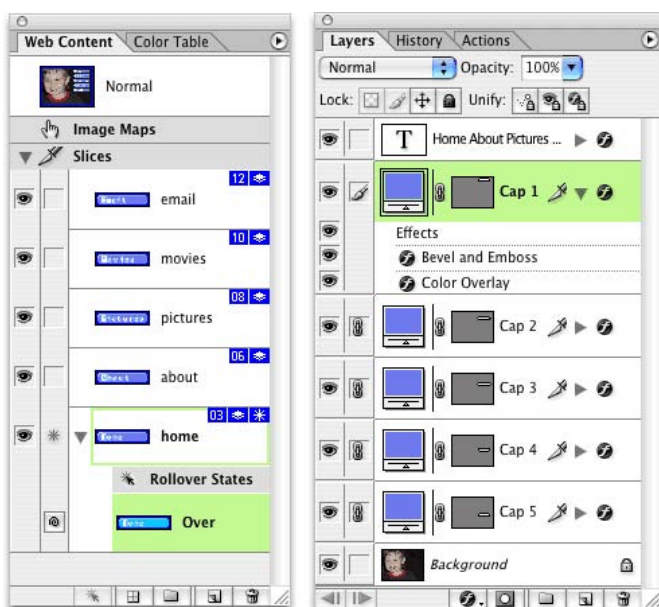 Web Content Color Table
Normal
Image Maps
Slices
12
email
10
movies
08
pictures
06
about
03
home
Rollover States
Over
Layers History Actions
Normal Opacity: 100%
Lock: Unify:
T Home About Pictures ...
Cap 1
Effects
Bevel and Emboss
Color Overlay
Cap 2
Cap 3
Cap 4
Cap 5
Background